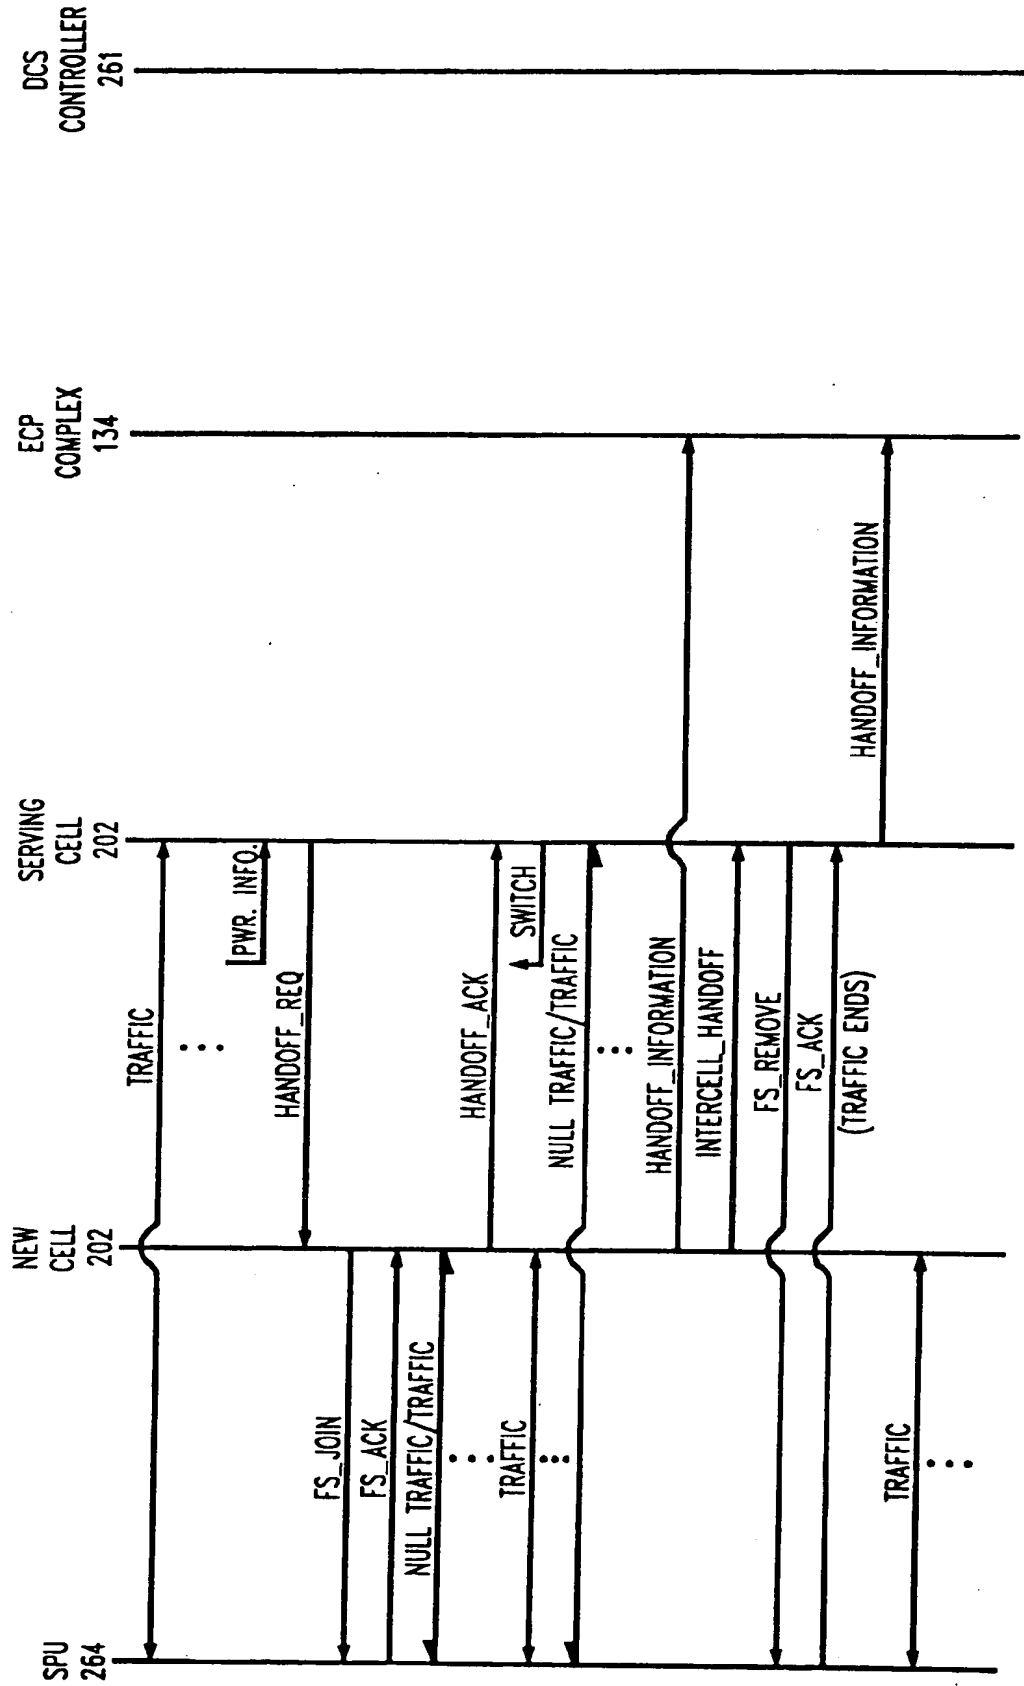 SPU
264
NEW
CELL
202
SERVING
CELL
202
ECP
COMPLEX
134
DCS
CONTROLLER
261
TRAFFIC
PWR. INFO.
HANDOFF_REQ
FS_JOIN
FS_ACK
NULL TRAFFIC/TRAFFIC
HANDOFF_ACK
TRAFFIC
SWITCH
NULL TRAFFIC/TRAFFIC
HANDOFF_INFORMATION
INTERCELL_HANDOFF
FS_REMOVE
FS_ACK
(TRAFFIC ENDS)
HANDOFF_INFORMATION
TRAFFIC